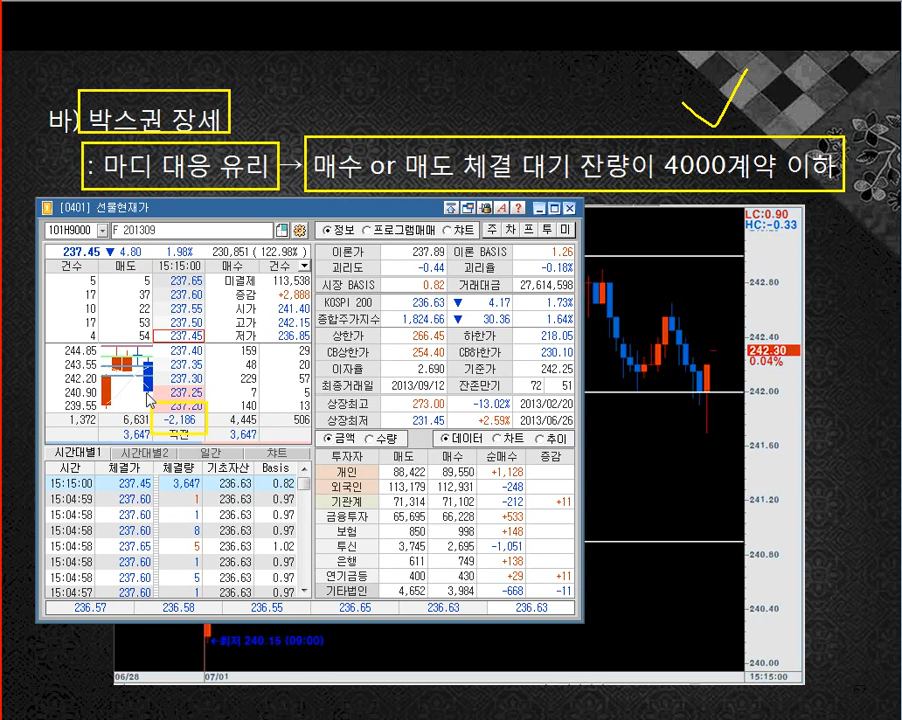 바) 박스권 장세
: 마디 대응 유리 → 매수 or 매도 체결 대기 잔량이 4000계약 이하
[0401] 선물현재가
101H9000 F 201309
정보 프로그램매매 챠트 주 차 프 투 미
237.45 ▼ 4.80 1.98% 230,851 ( 122.98% )
건수 매도 15:15:00 매수 건수
5 5 237.65 미결제 113,538
17 37 237.60 증감 +2,888
10 22 237.55 시가 241.40
17 53 237.50 고가 242.15
4 54 237.45 저가 236.85
244.85 237.40 159 29
243.55 237.35 48 20
242.20 237.30 229 57
240.90 237.25 7 5
239.55 237.20 140 13
1,372 6,631 -2,186 4,445 506
3,647 직전 3,647
시간대별1 시간대별2 일간 챠트
시간 체결가 체결량 기초자산 Basis
15:15:00 237.45 3,647 236.63 0.82
15:04:59 237.60 1 236.63 0.97
15:04:58 237.60 1 236.63 0.97
15:04:58 237.60 8 236.63 0.97
15:04:58 237.65 5 236.63 1.02
15:04:58 237.60 1 236.63 0.97
15:04:58 237.60 5 236.63 0.97
15:04:57 237.60 1 236.63 0.97
이론가 237.89 이론 BASIS 1.26
괴리도 -0.44 괴리율 -0.18%
시장 BASIS 0.82 거래대금 27,614,598
KOSPI 200 236.63 ▼ 4.17 1.73%
종합주가지수 1,824.66 ▼ 30.36 1.64%
상한가 266.45 하한가 218.05
CB상한가 254.40 CB하한가 230.10
이자율 2.690 기준가 242.25
최종거래일 2013/09/12 잔존만기 72 51
상장최고 273.00 -13.02% 2013/02/20
상장최저 231.45 +2.59% 2013/06/26
금액 수량 데이터 차트 추이
투자자 매도 매수 순매수 증감
개인 88,422 89,550 +1,128
외국인 113,179 112,931 -248
기관계 71,314 71,102 -212 +11
금융투자 65,695 66,228 +533
보험 850 998 +148
투신 3,745 2,695 -1,051
은행 611 749 +138
연기금등 400 430 +29 +11
기타법인 4,652 3,984 -668 -11
236.57 236.58 236.55 236.65 236.63 236.63
LC:0.90
HC:-0.33
242.80
242.40
242.30
0.04%
242.00
241.60
241.20
240.80
240.40
240.00
←최저 240.15 (09:00)
06/28 07/01 15:15:00